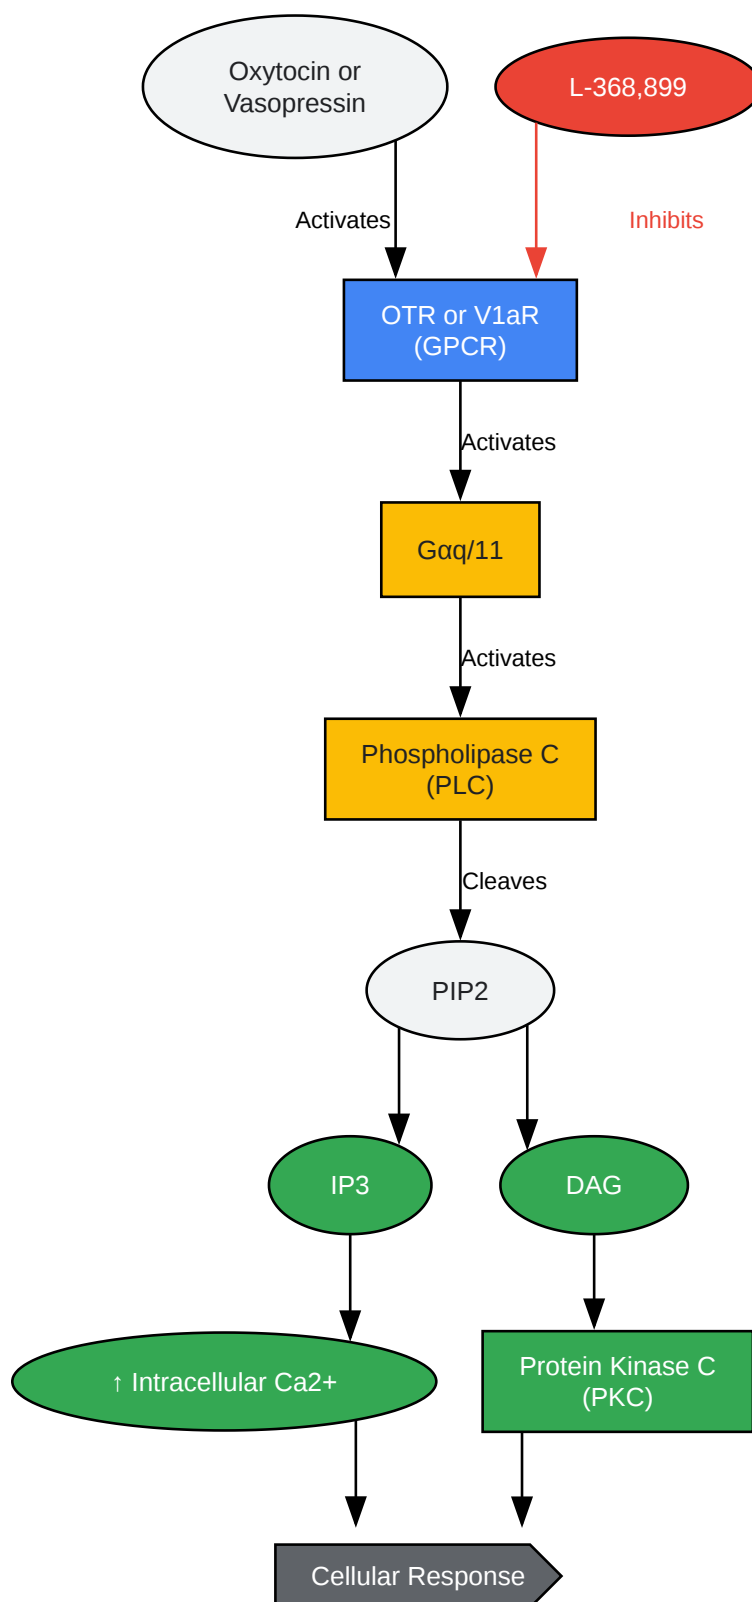 Oxytocin or
Vasopressin
L-368,899
Activates
Inhibits
OTR or V1aR
(GPCR)
Activates
Gαq/11
Activates
Phospholipase C
(PLC)
Cleaves
PIP2
IP3
DAG
↑ Intracellular Ca2+
Protein Kinase C
(PKC)
Cellular Response